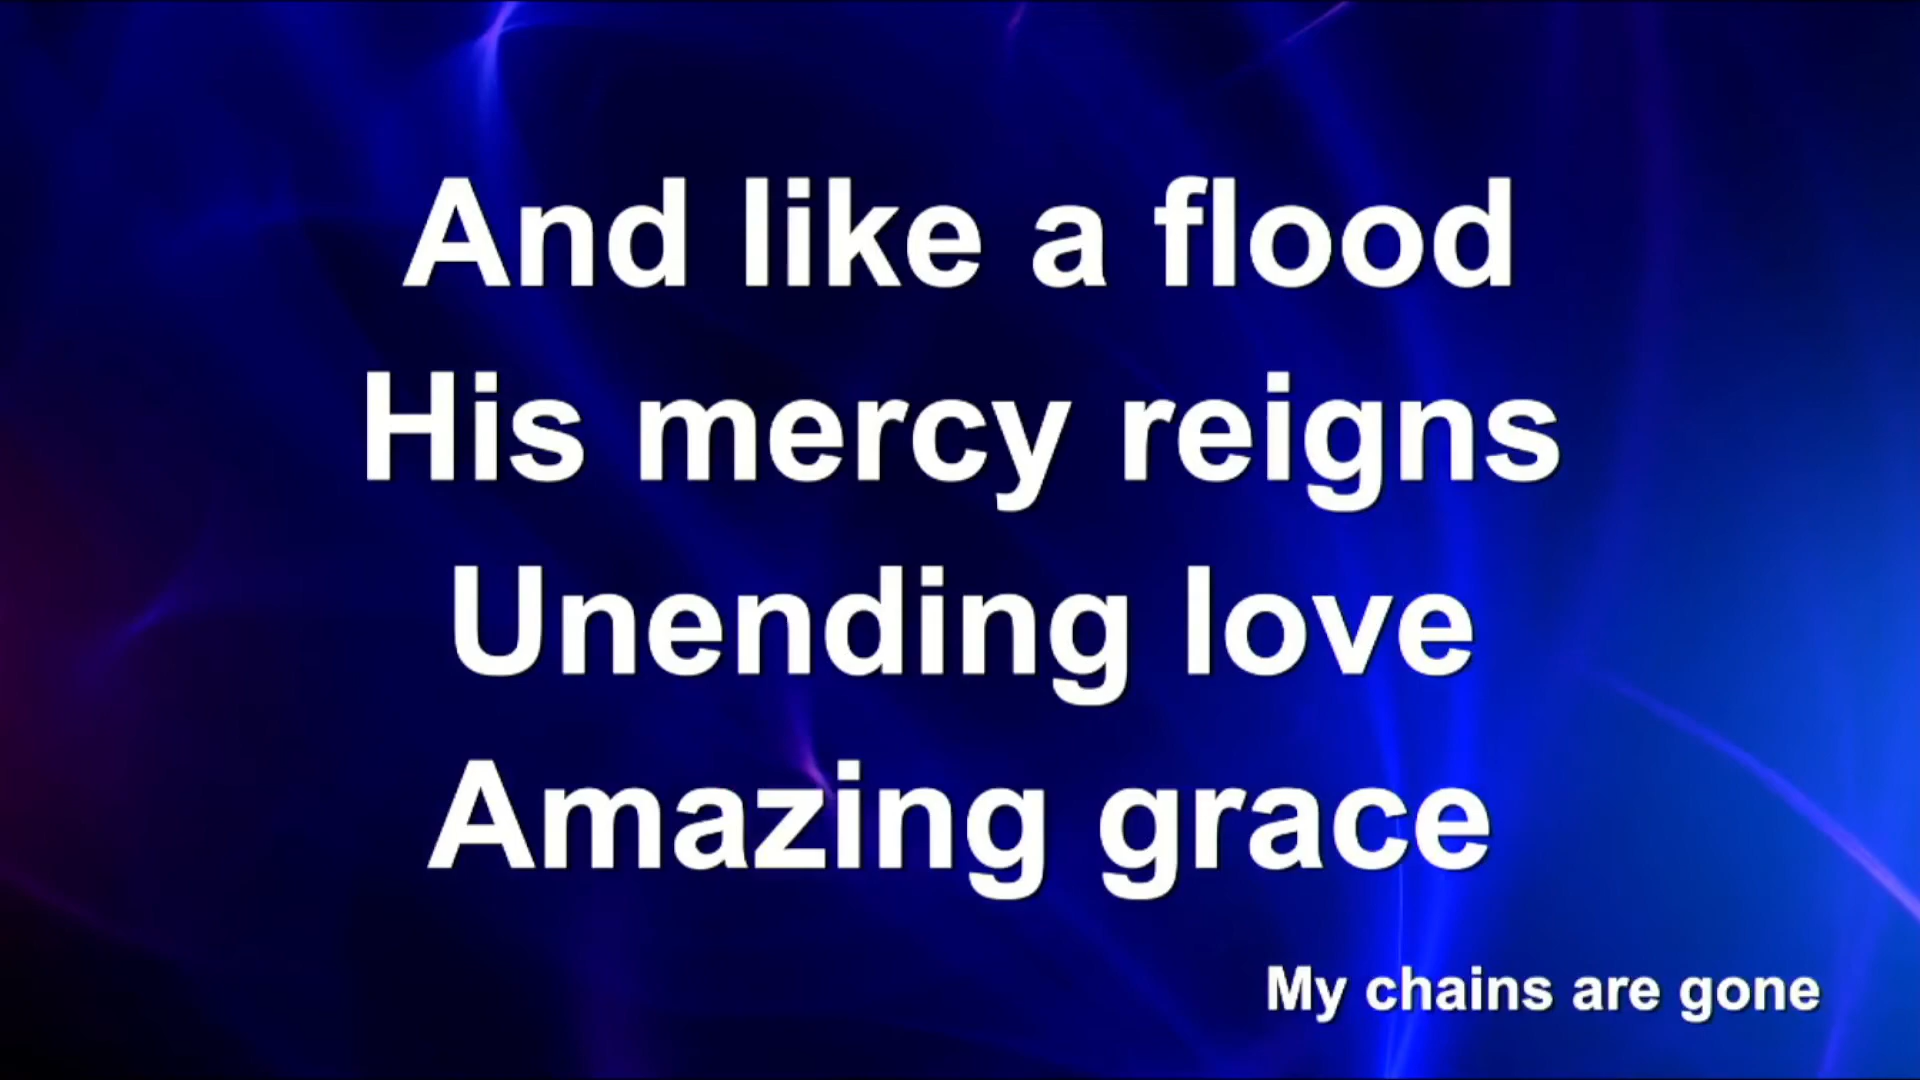 And like a flood
His mercy reigns
Unending love
Amazing grace
My chains are gone